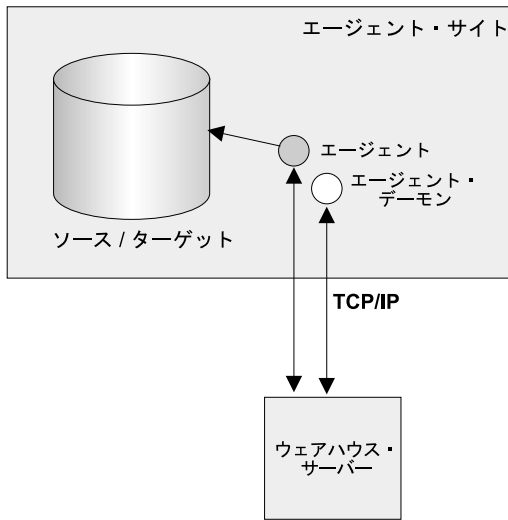 エージェント・サイト
エージェント
エージェント・
デーモン
ソース / ターゲット
TCP/IP
ウェアハウス・
サーバー